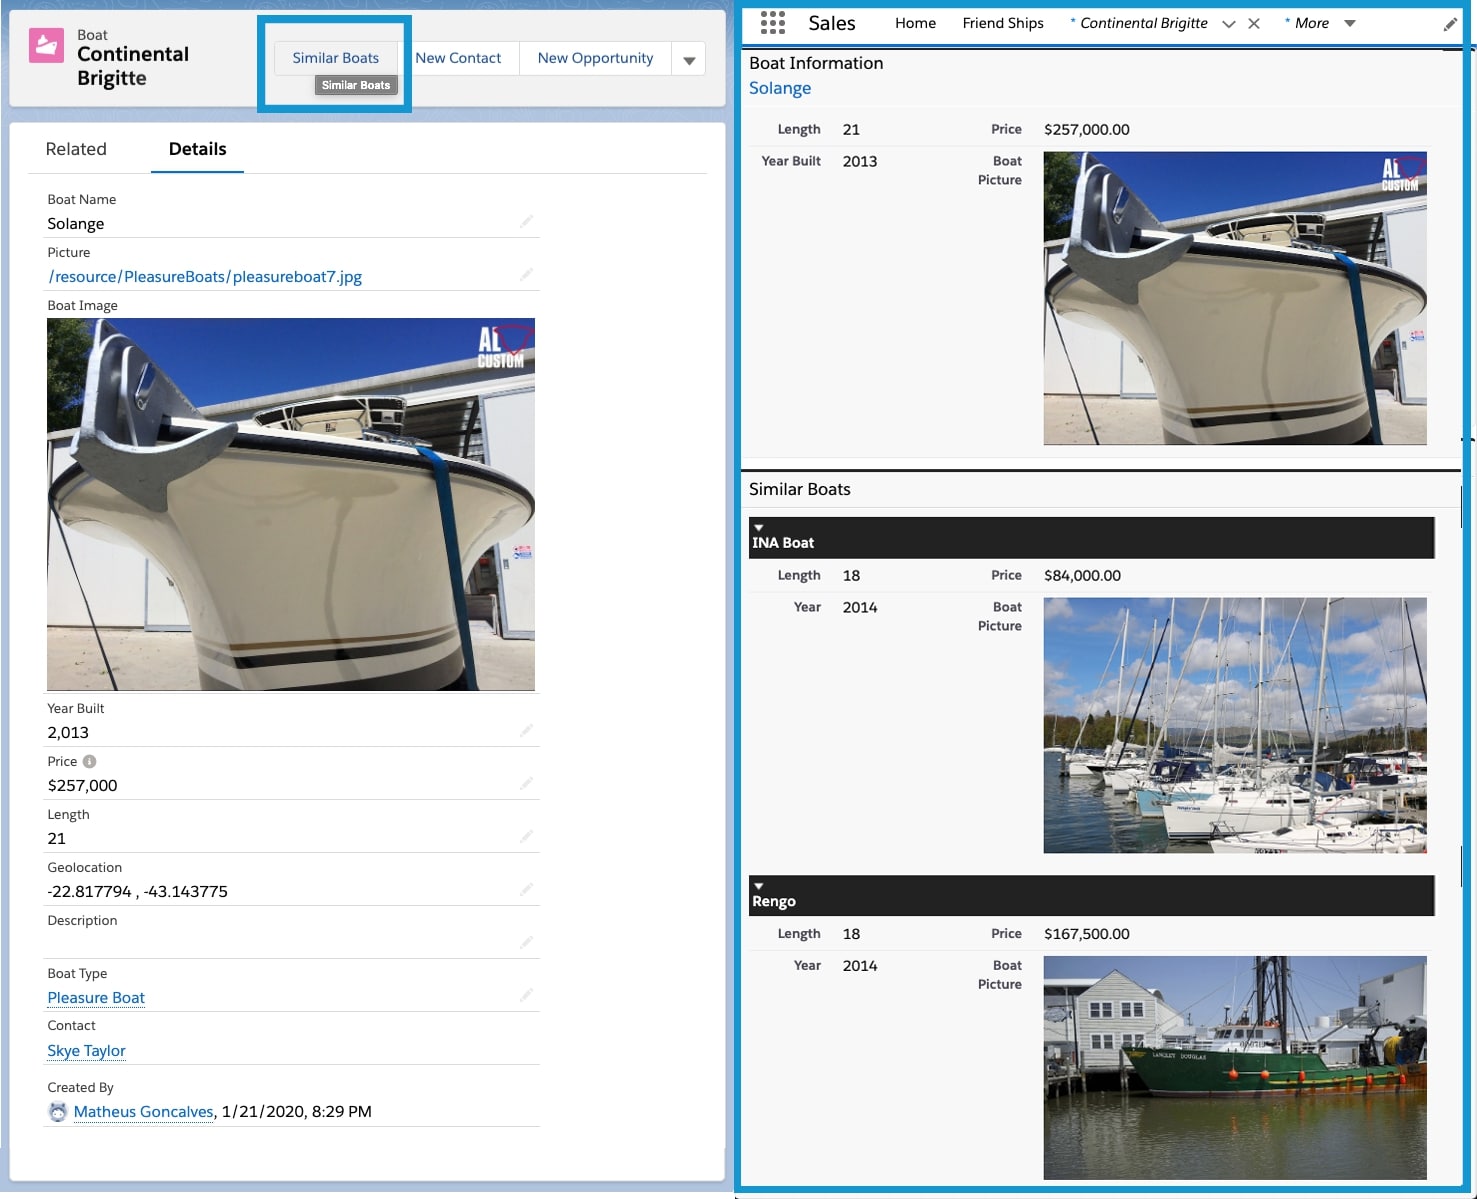 Boat
Continental
Brigitte
Similar Boats
New Contact
New Opportunity
Similar Boats
Related
Details
Boat Name
Solange
Picture
/resource/PleasureBoats/pleasureboat7.jpg
Boat Image
AL
CUSTOM
Year Built
2,013
Price
$257,000
Length
21
Geolocation
-22.817794 , -43.143775
Description
Boat Type
Pleasure Boat
Contact
Skye Taylor
Created By
Matheus Goncalves, 1/21/2020, 8:29 PM
Sales
Home
Friend Ships
* Continental Brigitte
* More
Boat Information
Solange
Length 21 Price $257,000.00
Year Built 2013 Boat
Picture
AL
CUSTOM
Similar Boats
INA Boat
Length 18 Price $84,000.00
Year 2014 Boat
Picture
Rengo
Length 18 Price $167,500.00
Year 2014 Boat
Picture
LANGLEY DOUGLAS